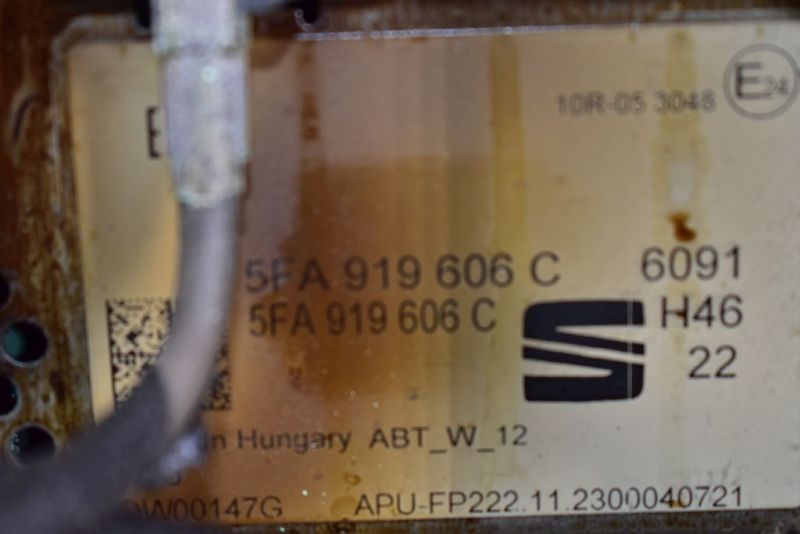 E24
10R-05 3048
5FA 919 606 C 6091
5FA 919 606 C H46
22
in Hungary ABT_W_12
W00147G APU-FP222.11.2300040721